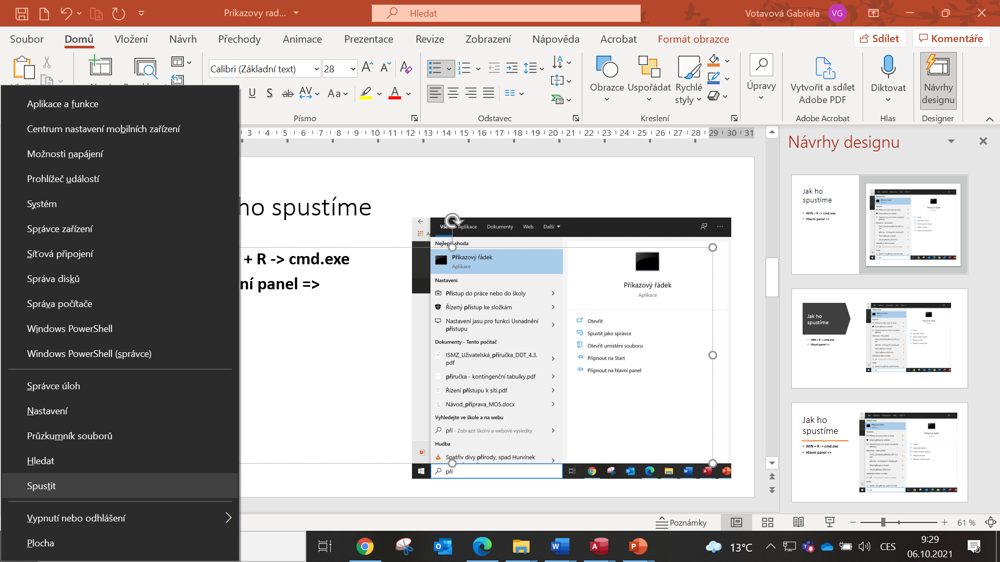 Prikazovy rad...
Hledat
Votavová Gabriela
VG
Soubor
Domů
Vložení
Návrh
Přechody
Animace
Prezentace
Revize
Zobrazení
Nápověda
Acrobat
Formát obrazce
Sdílet
Komentáře
Calibri (Základní text)
28
Obrazce
Uspořádat
Rychlé
styly
Úpravy
Vytvořit a sdílet
Adobe PDF
Diktovat
Návrhy
designu
Písmo
Odstavec
Kreslení
Adobe Acrobat
Hlas
Designer
3 4 5 6 7 8 9 10 11 12 13 14 15 16 17 18 19 20 21 22 23 24 25 26 27 28 29 30 31
Aplikace a funkce
Centrum nastavení mobilních zařízení
Možnosti napájení
Prohlížeč událostí
Systém
Správce zařízení
Síťová připojení
Správa disků
Správa počítače
Windows PowerShell
Windows PowerShell (správce)
Správce úloh
Nastavení
Průzkumník souborů
Hledat
Spustit
Vypnutí nebo odhlášení
Plocha
ho spustíme
+ R -> cmd.exe
ní panel =>
Vše Aplikace Dokumenty Web Další
Nejlepší shoda
Příkazový řádek
Aplikace
Nastavení
Přístup do práce nebo do školy
Řízený přístup ke složkám
Nastavení jasu pro funkci Usnadnění
přístupu
Dokumenty - Tento počítač
ISMZ_Uživatelská_příručka_DDT_4.3.
pdf
příručka - kontingenční tabulky.pdf
Řízení přístupu k síti.pdf
Návod_příprava_MOS.docx
Vyhledejte ve škole a na webu
pří - Zobrazit školní a webové výsledky
Hudba
Spatřiv divy přírody, spad Hurvínek
pří
Příkazový řádek
Aplikace
Otevřít
Spustit jako správce
Otevřít umístění souboru
Připnout na Start
Připnout na hlavní panel
Návrhy designu
Jak ho
spustíme
• WIN + R -> cmd.exe
• Hlavní panel =>
Jak ho
spustíme
• WIN + R -> cmd.exe
• Hlavní panel =>
Jak ho
spustíme
• WIN + R -> cmd.exe
• Hlavní panel =>
Poznámky
61 %
13°C
CES
9:29
06.10.2021